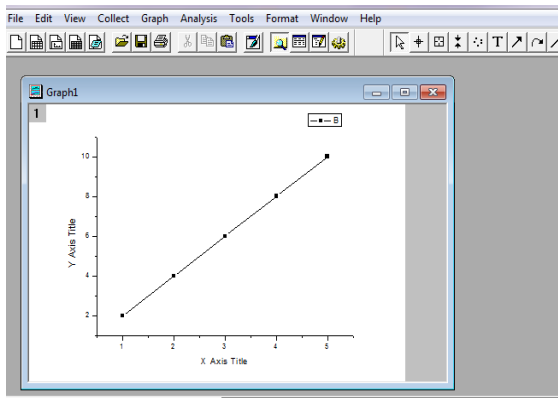 File Edit View Collect Graph Analysis Tools Format Window Help
T
Graph1
1
B
10
8
6
4
2
Y Axis Title
1 2 3 4 5
X Axis Title